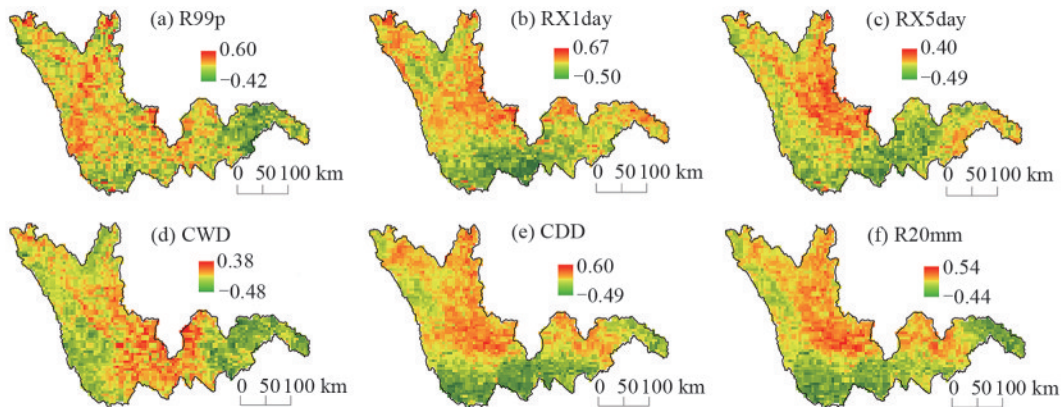 (a) R99p
0.60
−0.42
0 50 100 km
(b) RX1day
0.67
−0.50
0 50 100 km
(c) RX5day
0.40
−0.49
0 50 100 km
(d) CWD
0.38
−0.48
0 50 100 km
(e) CDD
0.60
−0.49
0 50 100 km
(f) R20mm
0.54
−0.44
0 50 100 km